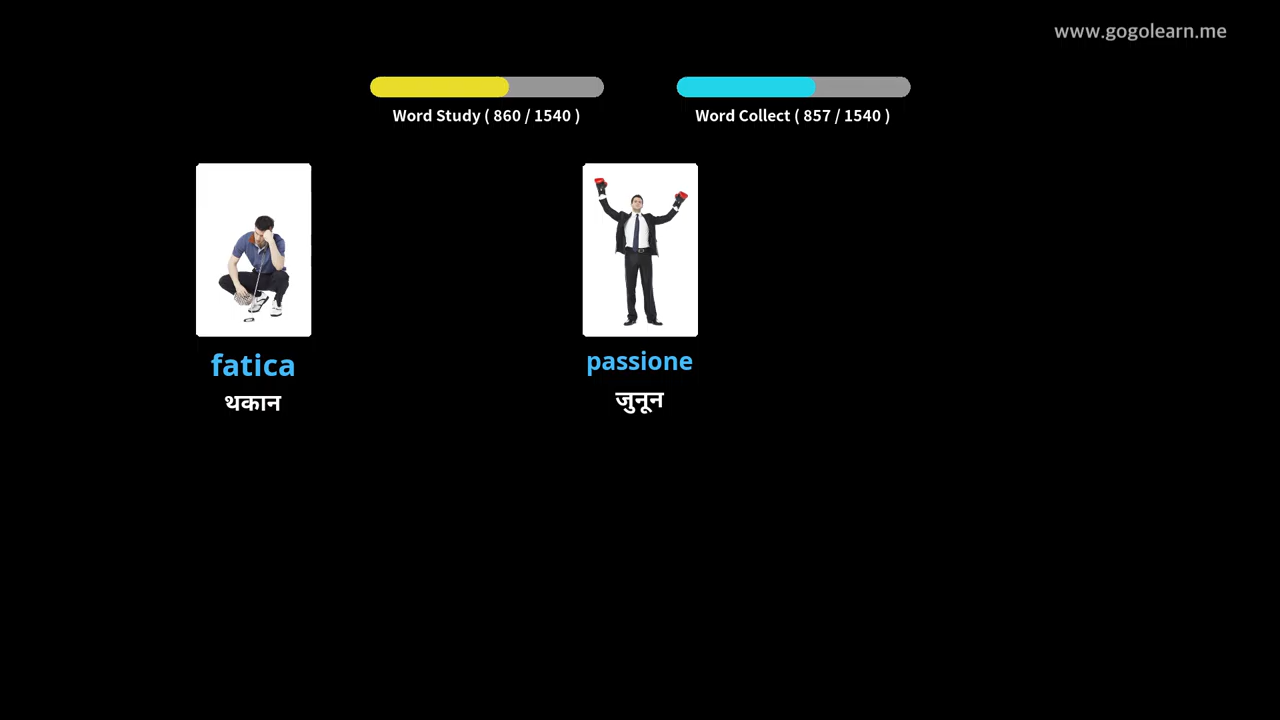 www.gogolearn.me
Word Study ( 860 / 1540 )
Word Collect ( 857 / 1540 )
fatica
थकान
passione
जुनून